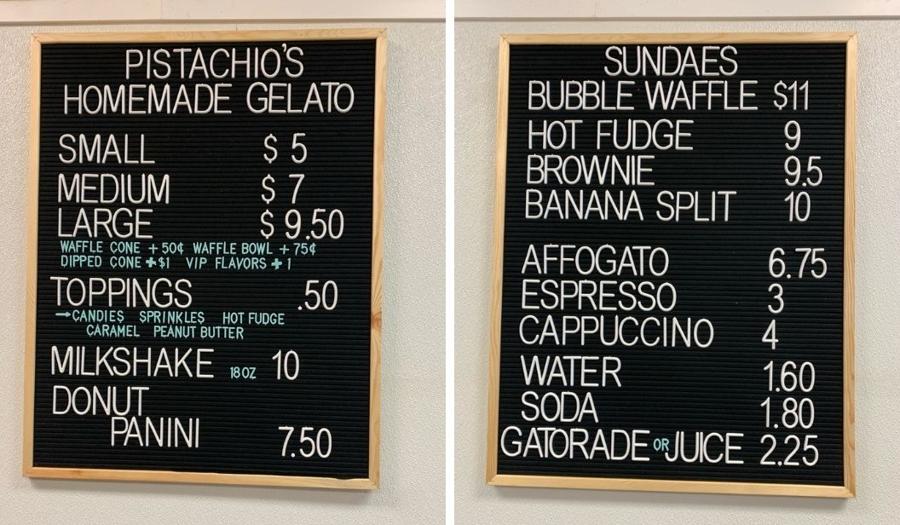 PISTACHIO'S
HOMEMADE GELATO
SMALL $ 5
MEDIUM $ 7
LARGE $ 9.50
WAFFLE CONE + 50¢ WAFFLE BOWL + 75¢
DIPPED CONE + $1 VIP FLAVORS + 1
TOPPINGS .50
→CANDIES SPRINKLES HOT FUDGE
CARAMEL PEANUT BUTTER
MILKSHAKE 18OZ 10
DONUT
PANINI 7.50
SUNDAES
BUBBLE WAFFLE $11
HOT FUDGE 9
BROWNIE 9.5
BANANA SPLIT 10
AFFOGATO 6.75
ESPRESSO 3
CAPPUCCINO 4
WATER 1.60
SODA 1.80
GATORADE OR JUICE 2.25